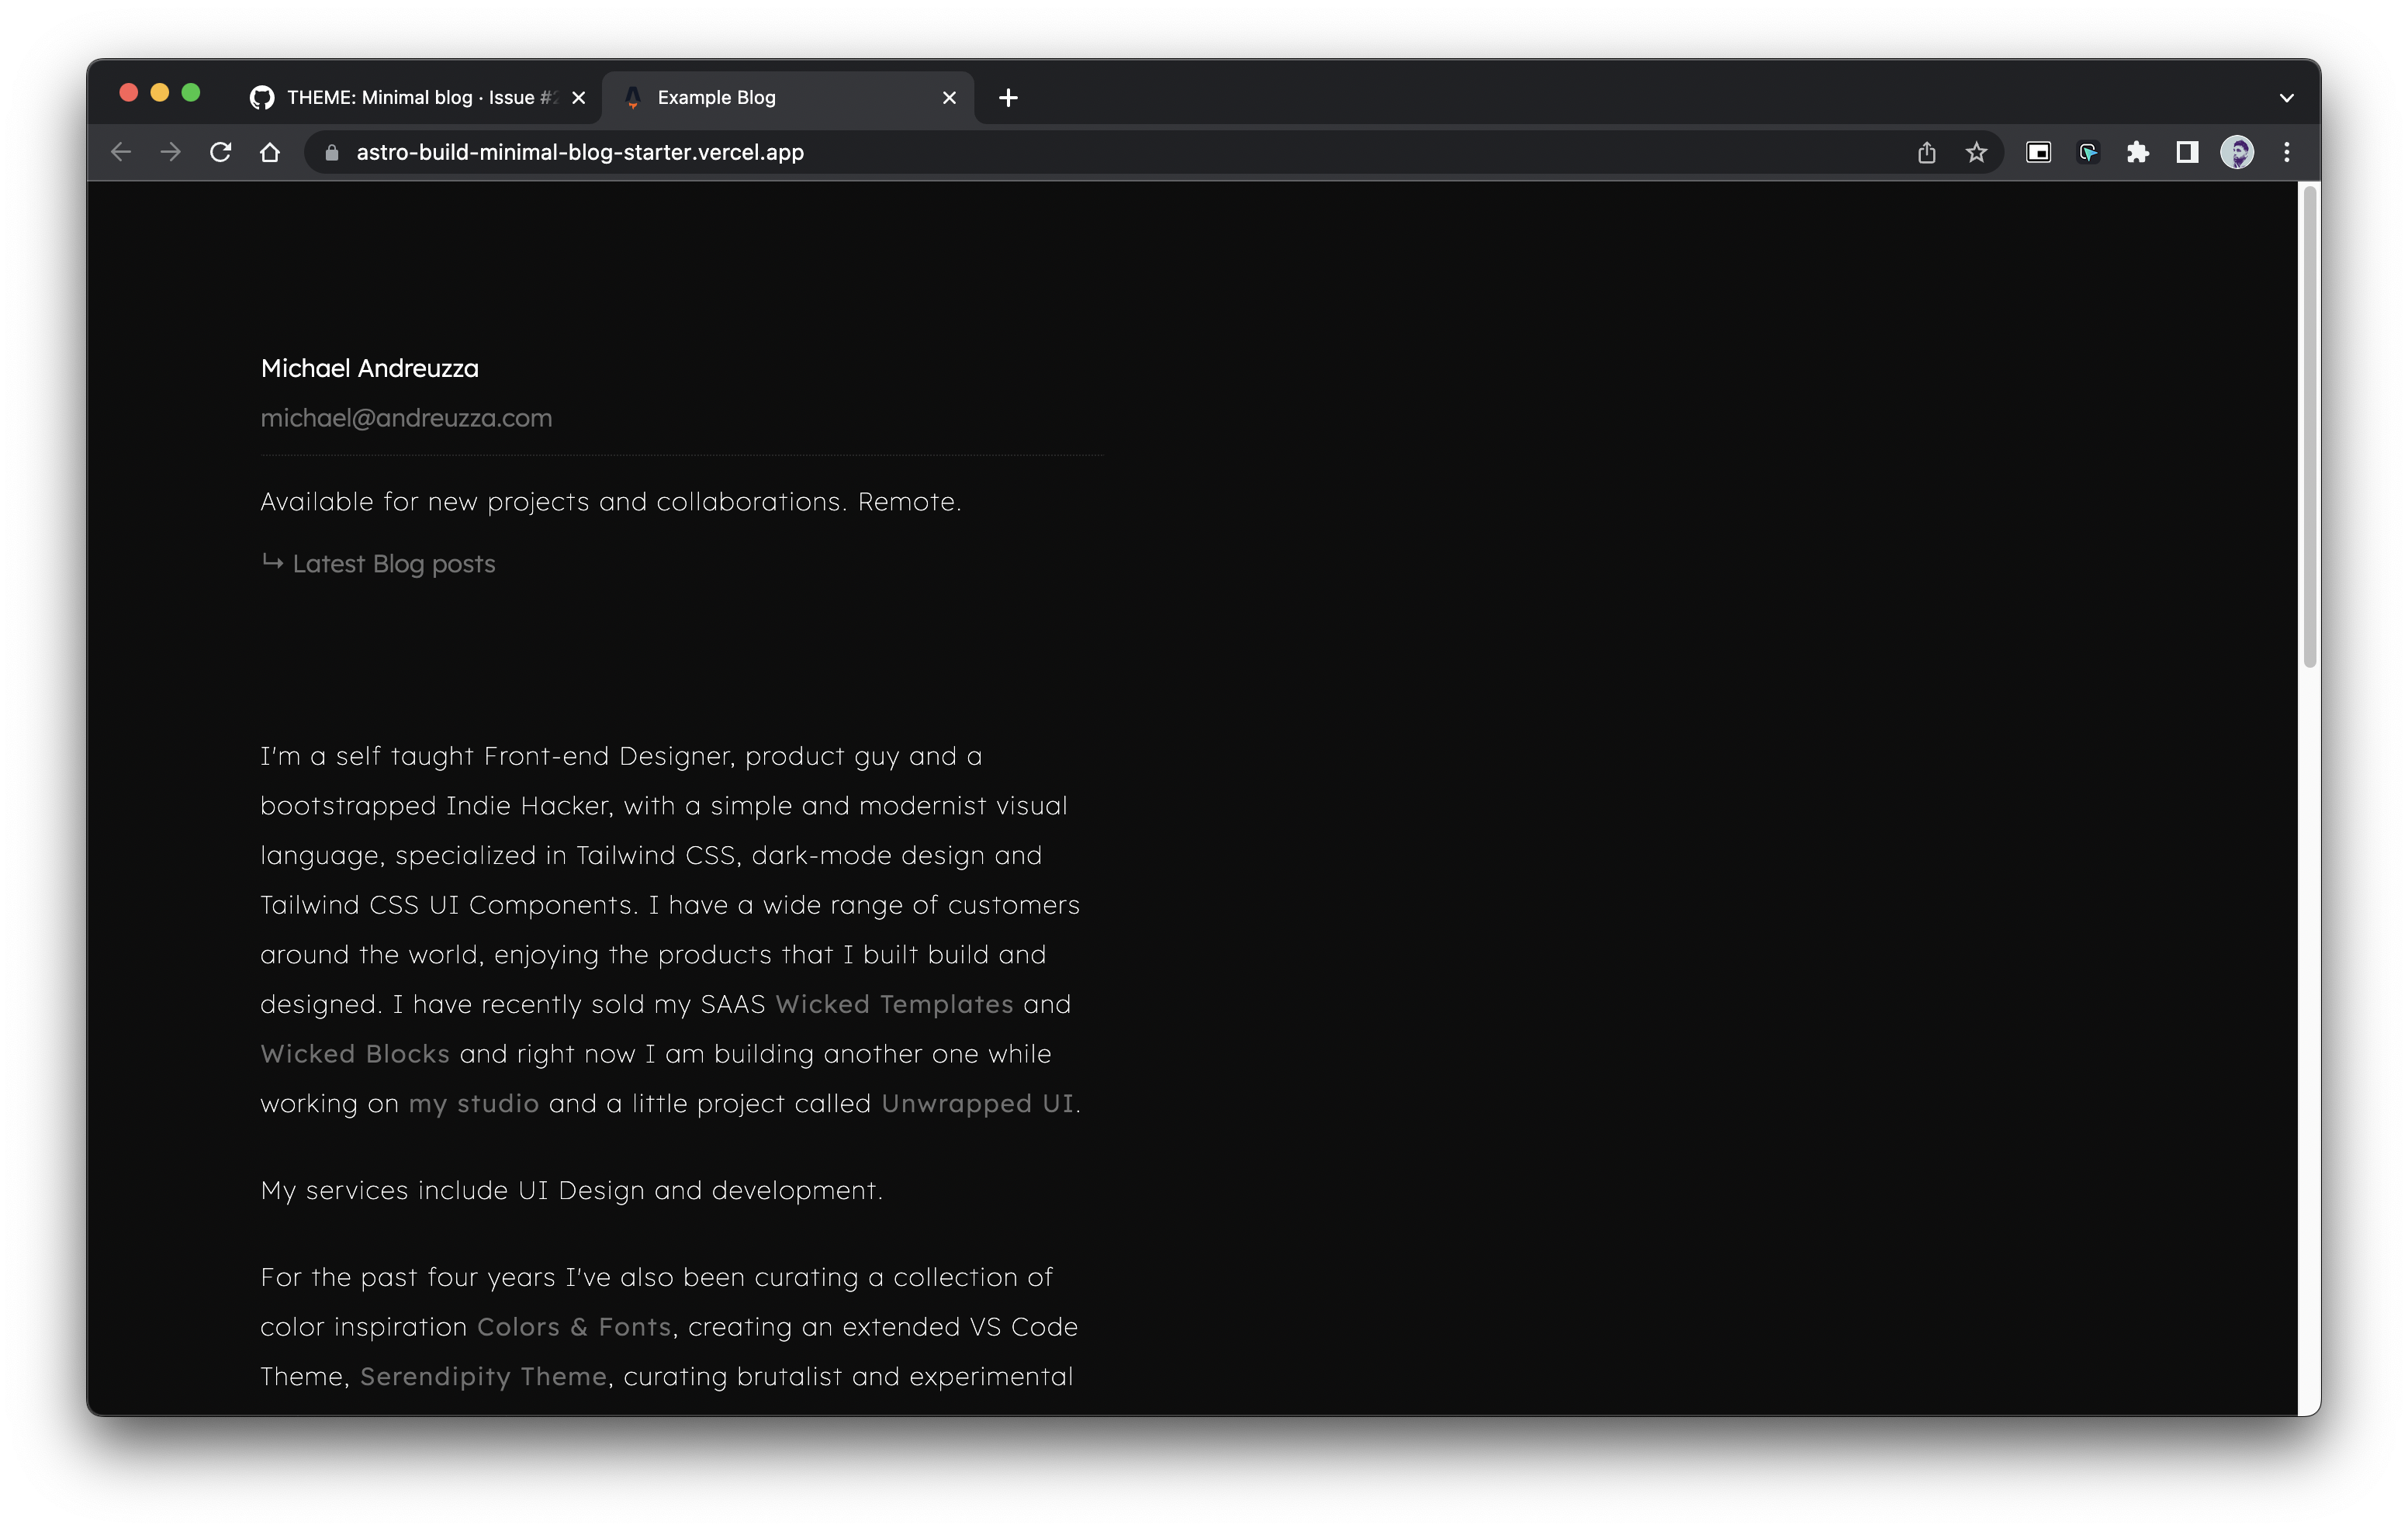 THEME: Minimal blog · Issue #
Example Blog
astro-build-minimal-blog-starter.vercel.app
Michael Andreuzza
michael@andreuzza.com
Available for new projects and collaborations. Remote.
↳ Latest Blog posts
I'm a self taught Front-end Designer, product guy and a
bootstrapped Indie Hacker, with a simple and modernist visual
language, specialized in Tailwind CSS, dark-mode design and
Tailwind CSS UI Components. I have a wide range of customers
around the world, enjoying the products that I built build and
designed. I have recently sold my SAAS Wicked Templates and
Wicked Blocks and right now I am building another one while
working on my studio and a little project called Unwrapped UI.
My services include UI Design and development.
For the past four years I've also been curating a collection of
color inspiration Colors & Fonts, creating an extended VS Code
Theme, Serendipity Theme, curating brutalist and experimental